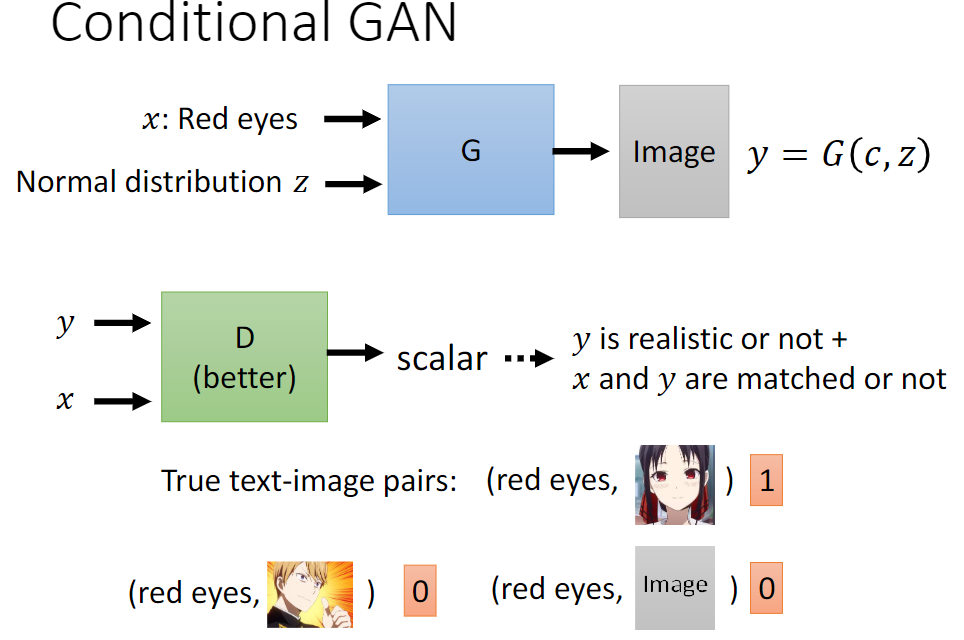 Conditional GAN
x: Red eyes
G
Image
y = G(c, z)
Normal distribution z
y
D
(better)
x
scalar
y is realistic or not +
x and y are matched or not
True text-image pairs:
(red eyes, ) 1
(red eyes, ) 0
(red eyes, Image ) 0